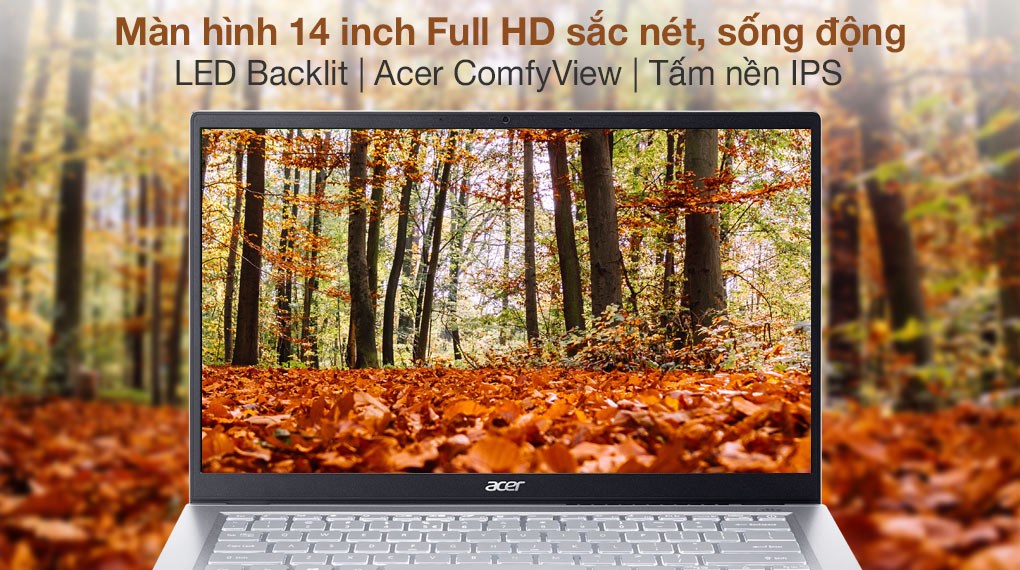 Màn hình 14 inch Full HD sắc nét, sống động
LED Backlit | Acer ComfyView | Tấm nền IPS
acer